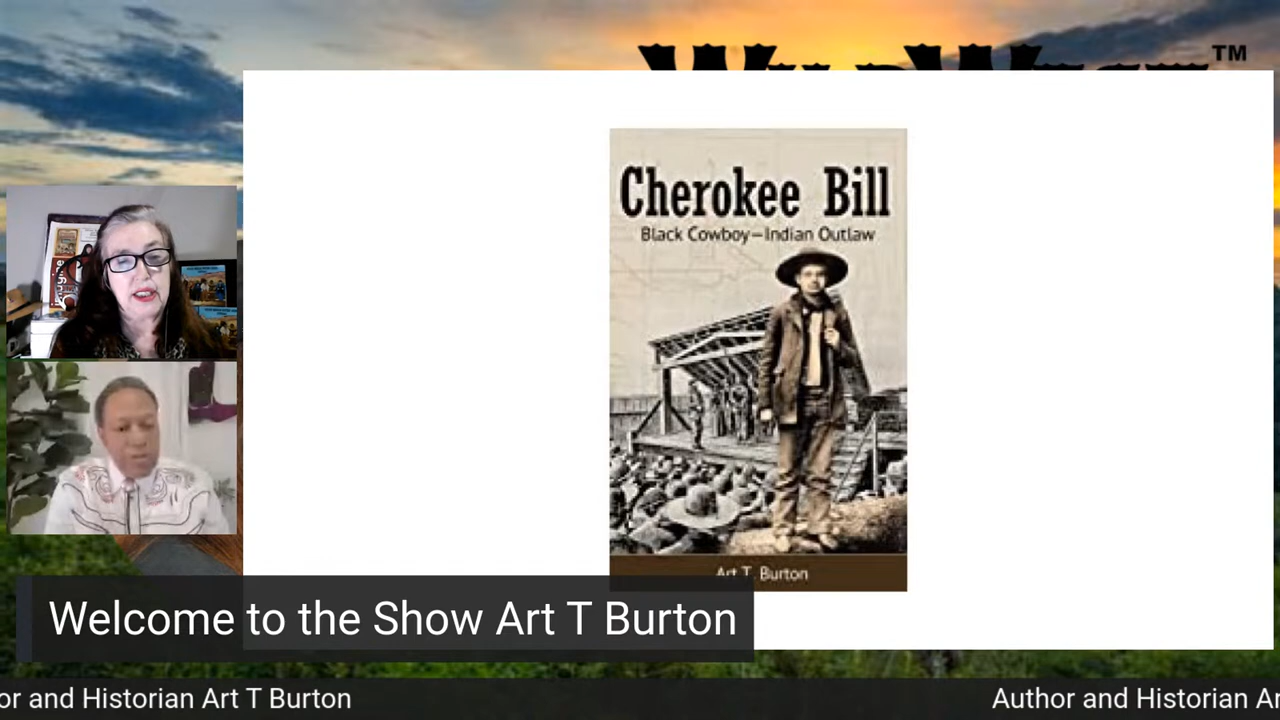 TM
Cherokee Bill
Black Cowboy–Indian Outlaw
Art T. Burton
Welcome to the Show Art T Burton
or and Historian Art T Burton
Author and Historian Ar